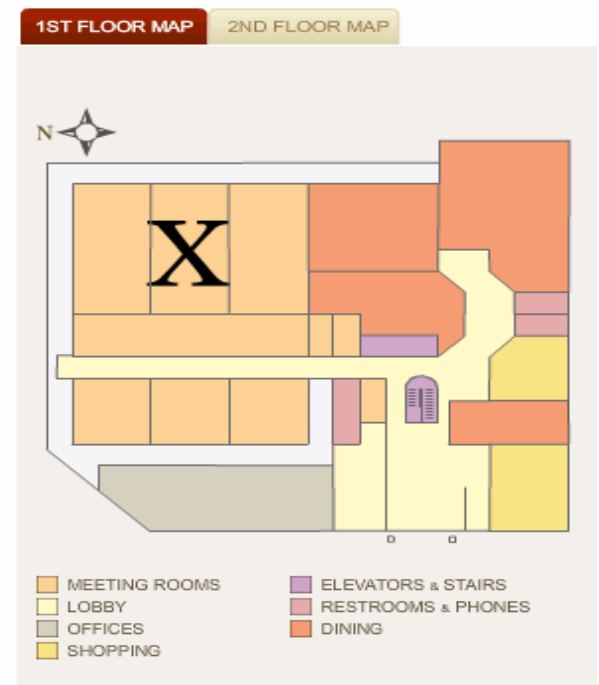 1ST FLOOR MAP 2ND FLOOR MAP
N
X
MEETING ROOMS
LOBBY
OFFICES
SHOPPING
ELEVATORS & STAIRS
RESTROOMS & PHONES
DINING